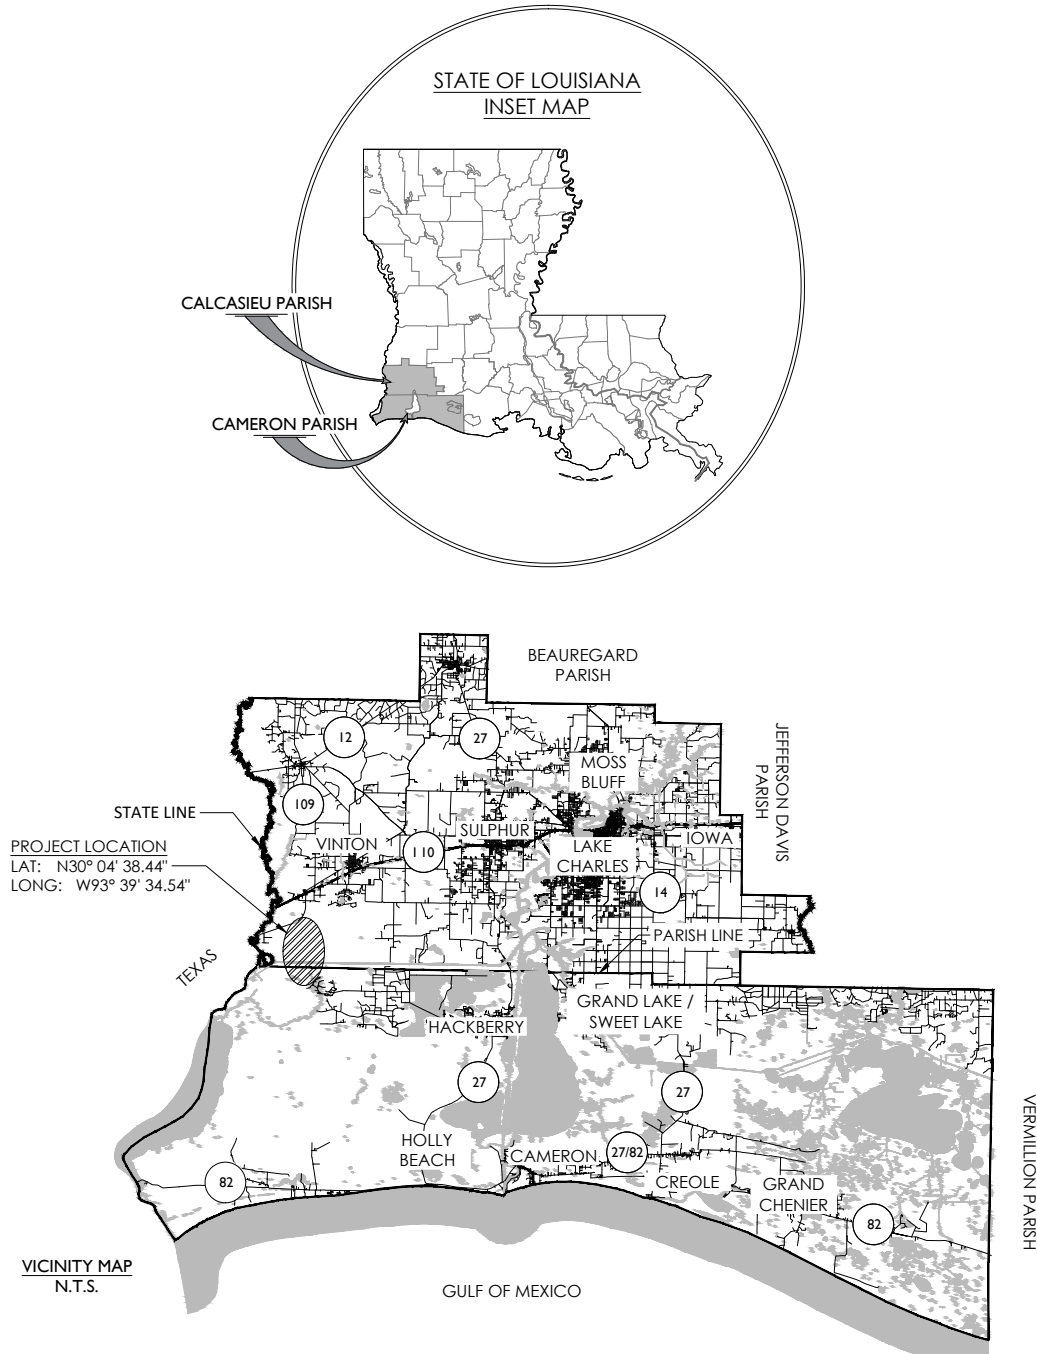 STATE OF LOUISIANA
INSET MAP
CALCASIEU PARISH
CAMERON PARISH
BEAUREGARD
PARISH
12
27
JEFFERSON DAVIS
PARISH
MOSS
BLUFF
109
STATE LINE
SULPHUR
IOWA
VINTON
110
LAKE
CHARLES
PROJECT LOCATION
LAT: N30° 04' 38.44"
LONG: W93° 39' 34.54"
14
PARISH LINE
TEXAS
GRAND LAKE /
SWEET LAKE
HACKBERRY
27
27
VERMILLION PARISH
HOLLY
BEACH
CAMERON
27/82
82
CREOLE
GRAND
CHENIER
82
VICINITY MAP
N.T.S.
GULF OF MEXICO